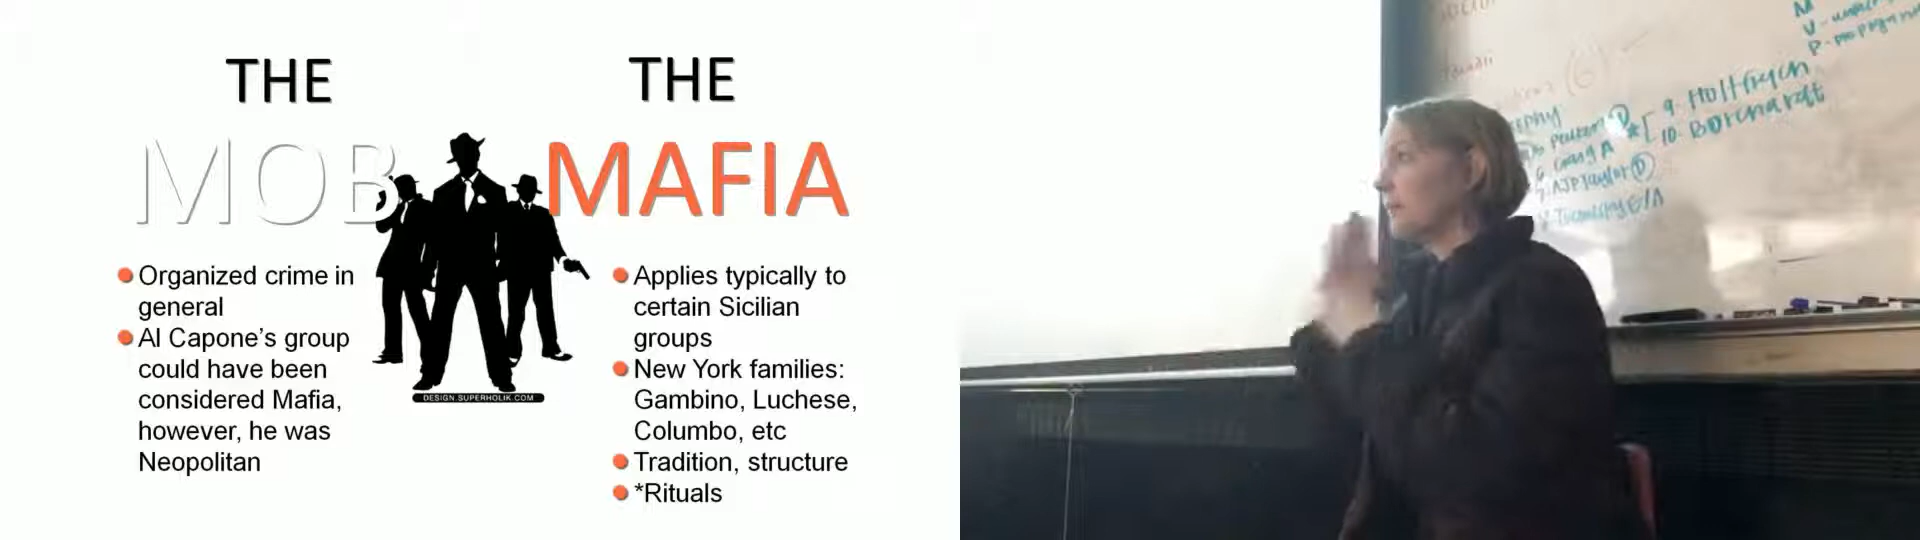 THE
MOB
Organized crime in
general
Al Capone's group
could have been
considered Mafia,
however, he was
Neopolitan
DESIGN.SUPERHOLIK.COM
THE
MAFIA
Applies typically to
certain Sicilian
groups
New York families:
Gambino, Luchese,
Columbo, etc
Tradition, structure
*Rituals
P-
9. Holtfrych
*[
10. Borchardt